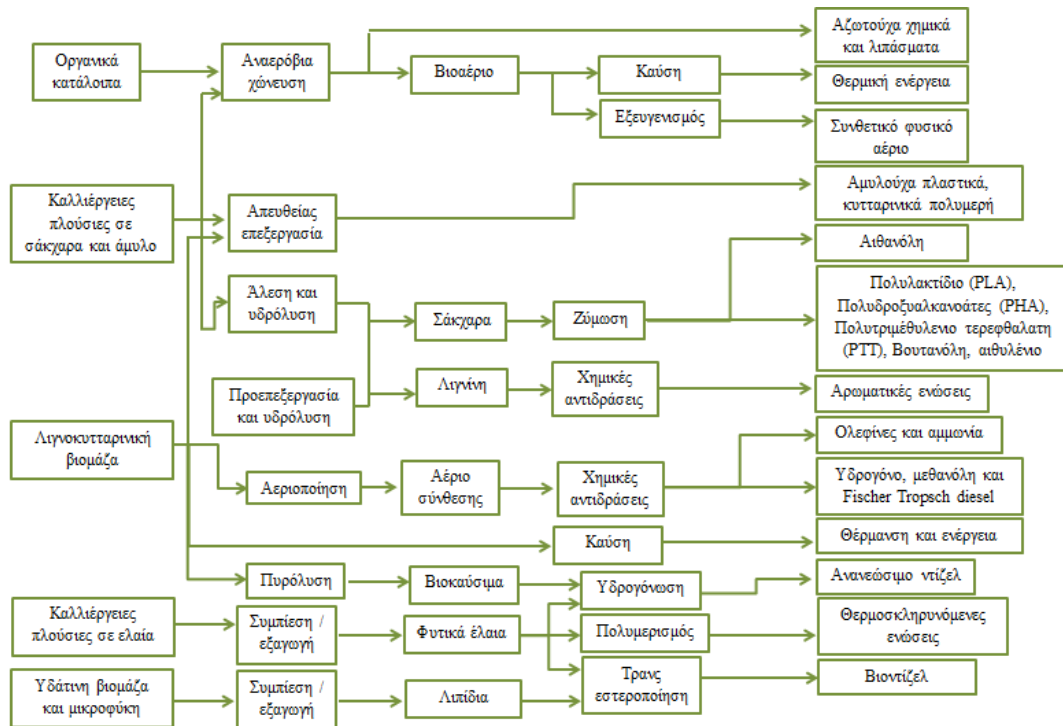 Οργανικά
κατάλοιπα
Αναερόβια
χώνευση
Βιοαέριο
Καύση
Εξευγενισμός
Αζωτούχα χημικά
και λιπάσματα
Θερμική ενέργεια
Συνθετικό φυσικό
αέριο
Καλλιέργειες
πλούσιες σε
σάκχαρα και άμυλο
Απευθείας
επεξεργασία
Αμυλούχα πλαστικά,
κυτταρινικά πολυμερή
Άλεση και
υδρόλυση
Σάκχαρα
Ζύμωση
Αιθανόλη
Πολυλακτίδιο (PLA),
Πολυδροξυαλκανοάτες (PHA),
Πολυτριμέθυλενιο τερεφθαλατη
(PTT), Βουτανόλη, αιθυλένιο
Προεπεξεργασία
και υδρόλυση
Λιγνίνη
Χημικές
αντιδράσεις
Αρωματικές ενώσεις
Λιγνοκυτταρινική
βιομάζα
Αεριοποίηση
Αέριο
σύνθεσης
Χημικές
αντιδράσεις
Ολεφίνες και αμμωνία
Υδρογόνο, μεθανόλη και
Fischer Tropsch diesel
Καύση
Θέρμανση και ενέργεια
Πυρόλυση
Βιοκαύσιμα
Υδρογόνωση
Ανανεώσιμο ντίζελ
Καλλιέργειες
πλούσιες σε ελαία
Συμπίεση /
εξαγωγή
Φυτικά έλαια
Πολυμερισμός
Θερμοσκληρυνόμενες
ενώσεις
Υδάτινη βιομάζα
και μικροφύκη
Συμπίεση /
εξαγωγή
Λιπίδια
Τρανς
εστεροποίηση
Βιοντίζελ